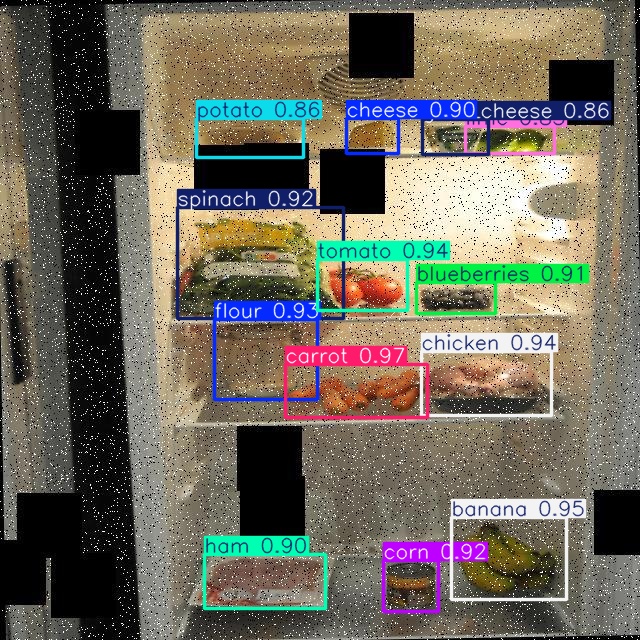 potato 0.86
cheese 0.90
cheese 0.86
spinach 0.92
tomato 0.94
blueberries 0.91
flour 0.93
chicken 0.94
carrot 0.97
banana 0.95
ham 0.90
corn 0.92